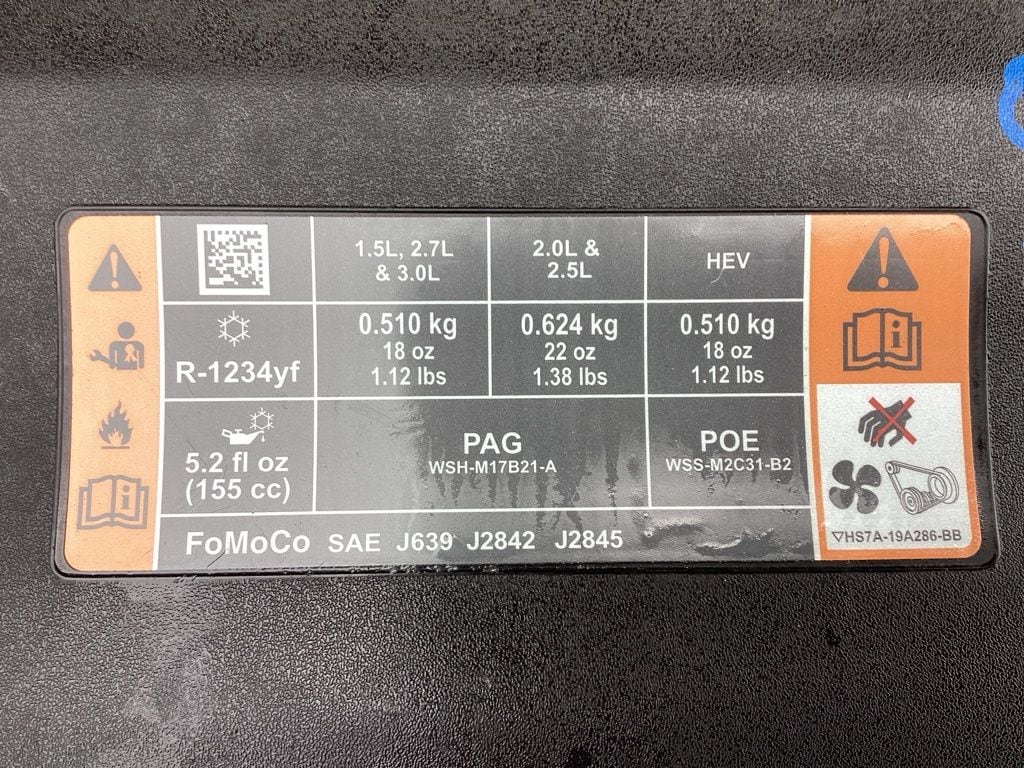 1.5L, 2.7L
& 3.0L
2.0L &
2.5L
HEV
R-1234yf
0.510 kg
18 oz
1.12 lbs
0.624 kg
22 oz
1.38 lbs
0.510 kg
18 oz
1.12 lbs
5.2 fl oz
(155 cc)
PAG
WSH-M17B21-A
POE
WSS-M2C31-B2
FoMoCo SAE J639 J2842 J2845
▽HS7A-19A286-BB